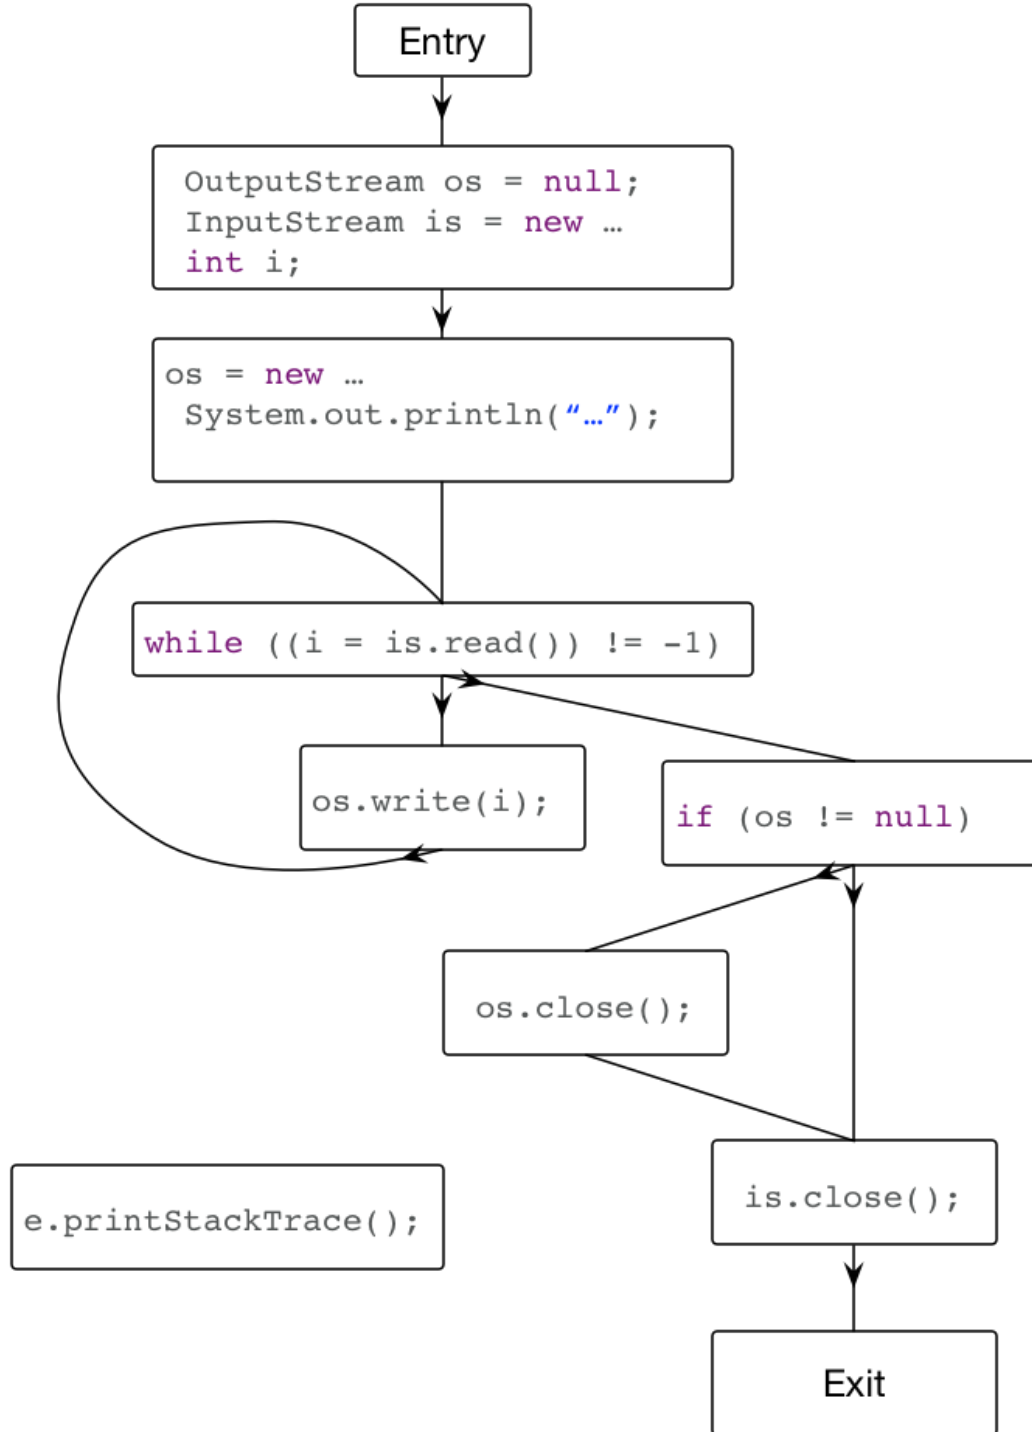 Entry
OutputStream os = null;
InputStream is = new …
int i;
os = new …
System.out.println(“…”);
while ((i = is.read()) != -1)
os.write(i);
if (os != null)
os.close();
is.close();
e.printStackTrace();
Exit